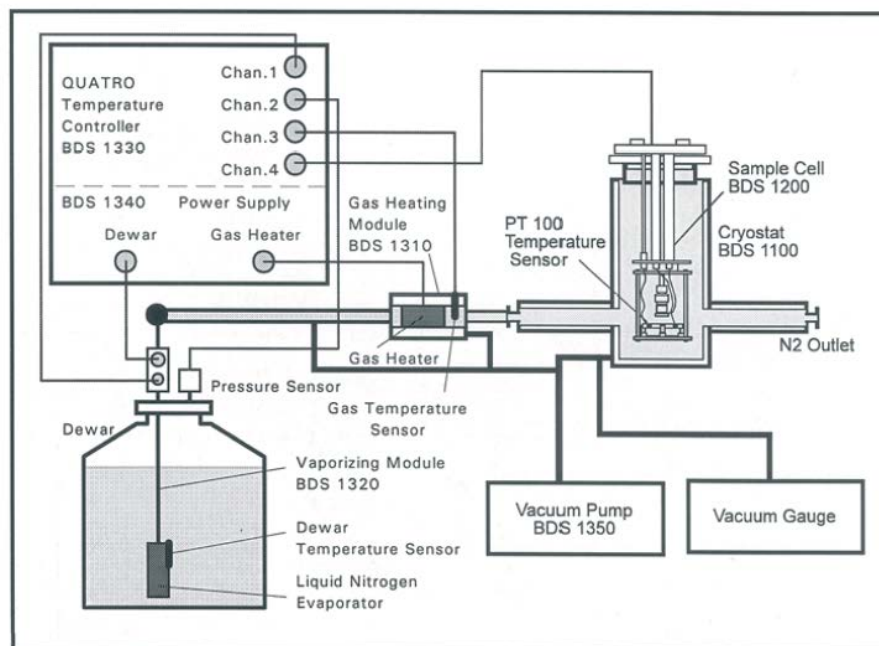 QUATRO
Temperature
Controller
BDS 1330
Chan.1
Chan.2
Chan.3
Chan.4
BDS 1340 Power Supply
Dewar Gas Heater
Gas Heating
Module
BDS 1310
PT 100
Temperature
Sensor
Sample Cell
BDS 1200
Cryostat
BDS 1100
N2 Outlet
Gas Heater
Pressure Sensor
Gas Temperature
Sensor
Dewar
Vaporizing Module
BDS 1320
Dewar
Temperature Sensor
Liquid Nitrogen
Evaporator
Vacuum Pump
BDS 1350
Vacuum Gauge